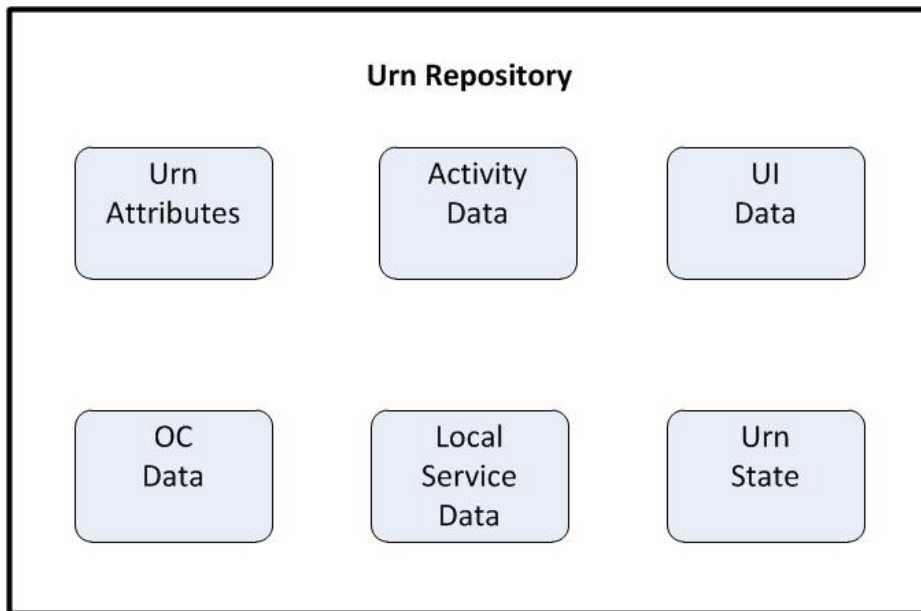 Urn Repository
Urn
Attributes
Activity
Data
UI
Data
OC
Data
Local
Service
Data
Urn
State